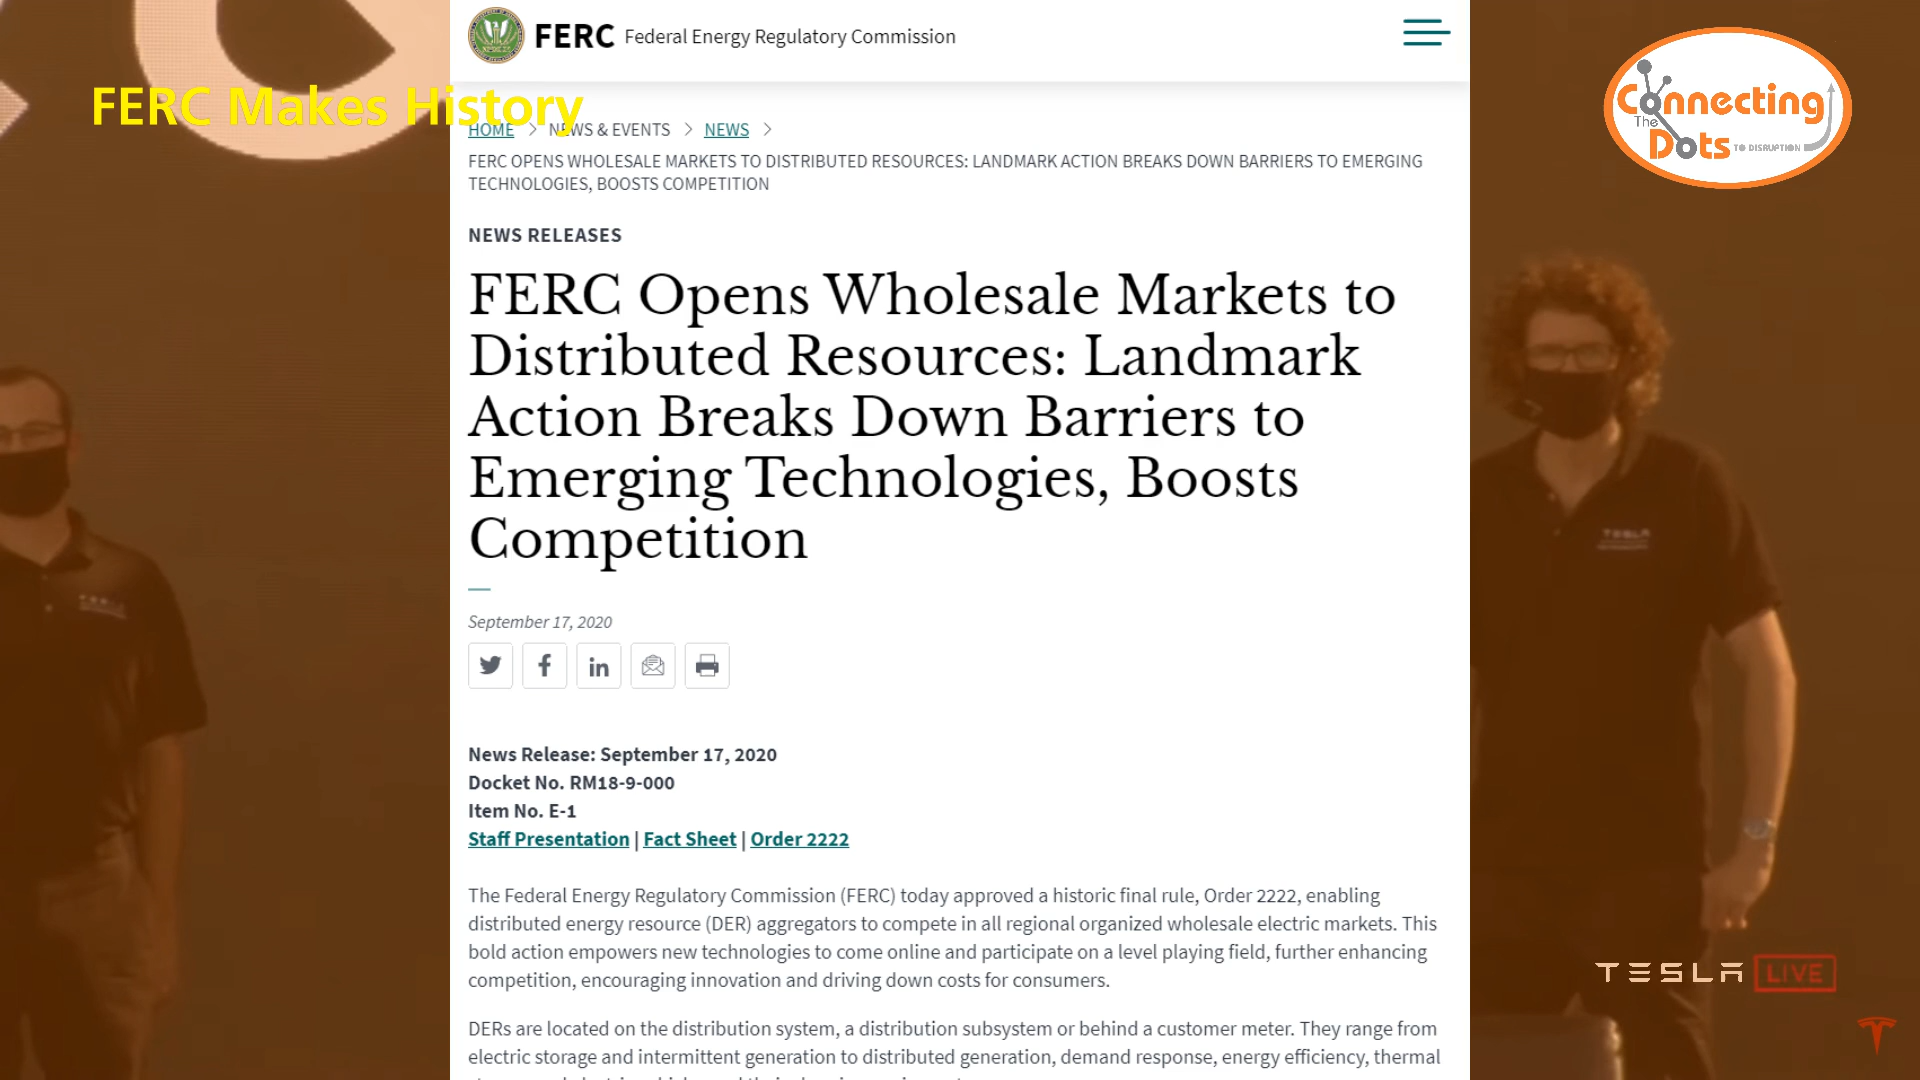 FERC Federal Energy Regulatory Commission
FERC Makes History
HOME > NEWS & EVENTS > NEWS >
FERC OPENS WHOLESALE MARKETS TO DISTRIBUTED RESOURCES: LANDMARK ACTION BREAKS DOWN BARRIERS TO EMERGING
TECHNOLOGIES, BOOSTS COMPETITION
NEWS RELEASES
FERC Opens Wholesale Markets to
Distributed Resources: Landmark
Action Breaks Down Barriers to
Emerging Technologies, Boosts
Competition
September 17, 2020
News Release: September 17, 2020
Docket No. RM18-9-000
Item No. E-1
Staff Presentation | Fact Sheet | Order 2222
The Federal Energy Regulatory Commission (FERC) today approved a historic final rule, Order 2222, enabling
distributed energy resource (DER) aggregators to compete in all regional organized wholesale electric markets. This
bold action empowers new technologies to come online and participate on a level playing field, further enhancing
competition, encouraging innovation and driving down costs for consumers.
DERs are located on the distribution system, a distribution subsystem or behind a customer meter. They range from
electric storage and intermittent generation to distributed generation, demand response, energy efficiency, thermal
Connecting
The
Dots TO DISRUPTION
TESLA
TESLA
TESLA LIVE